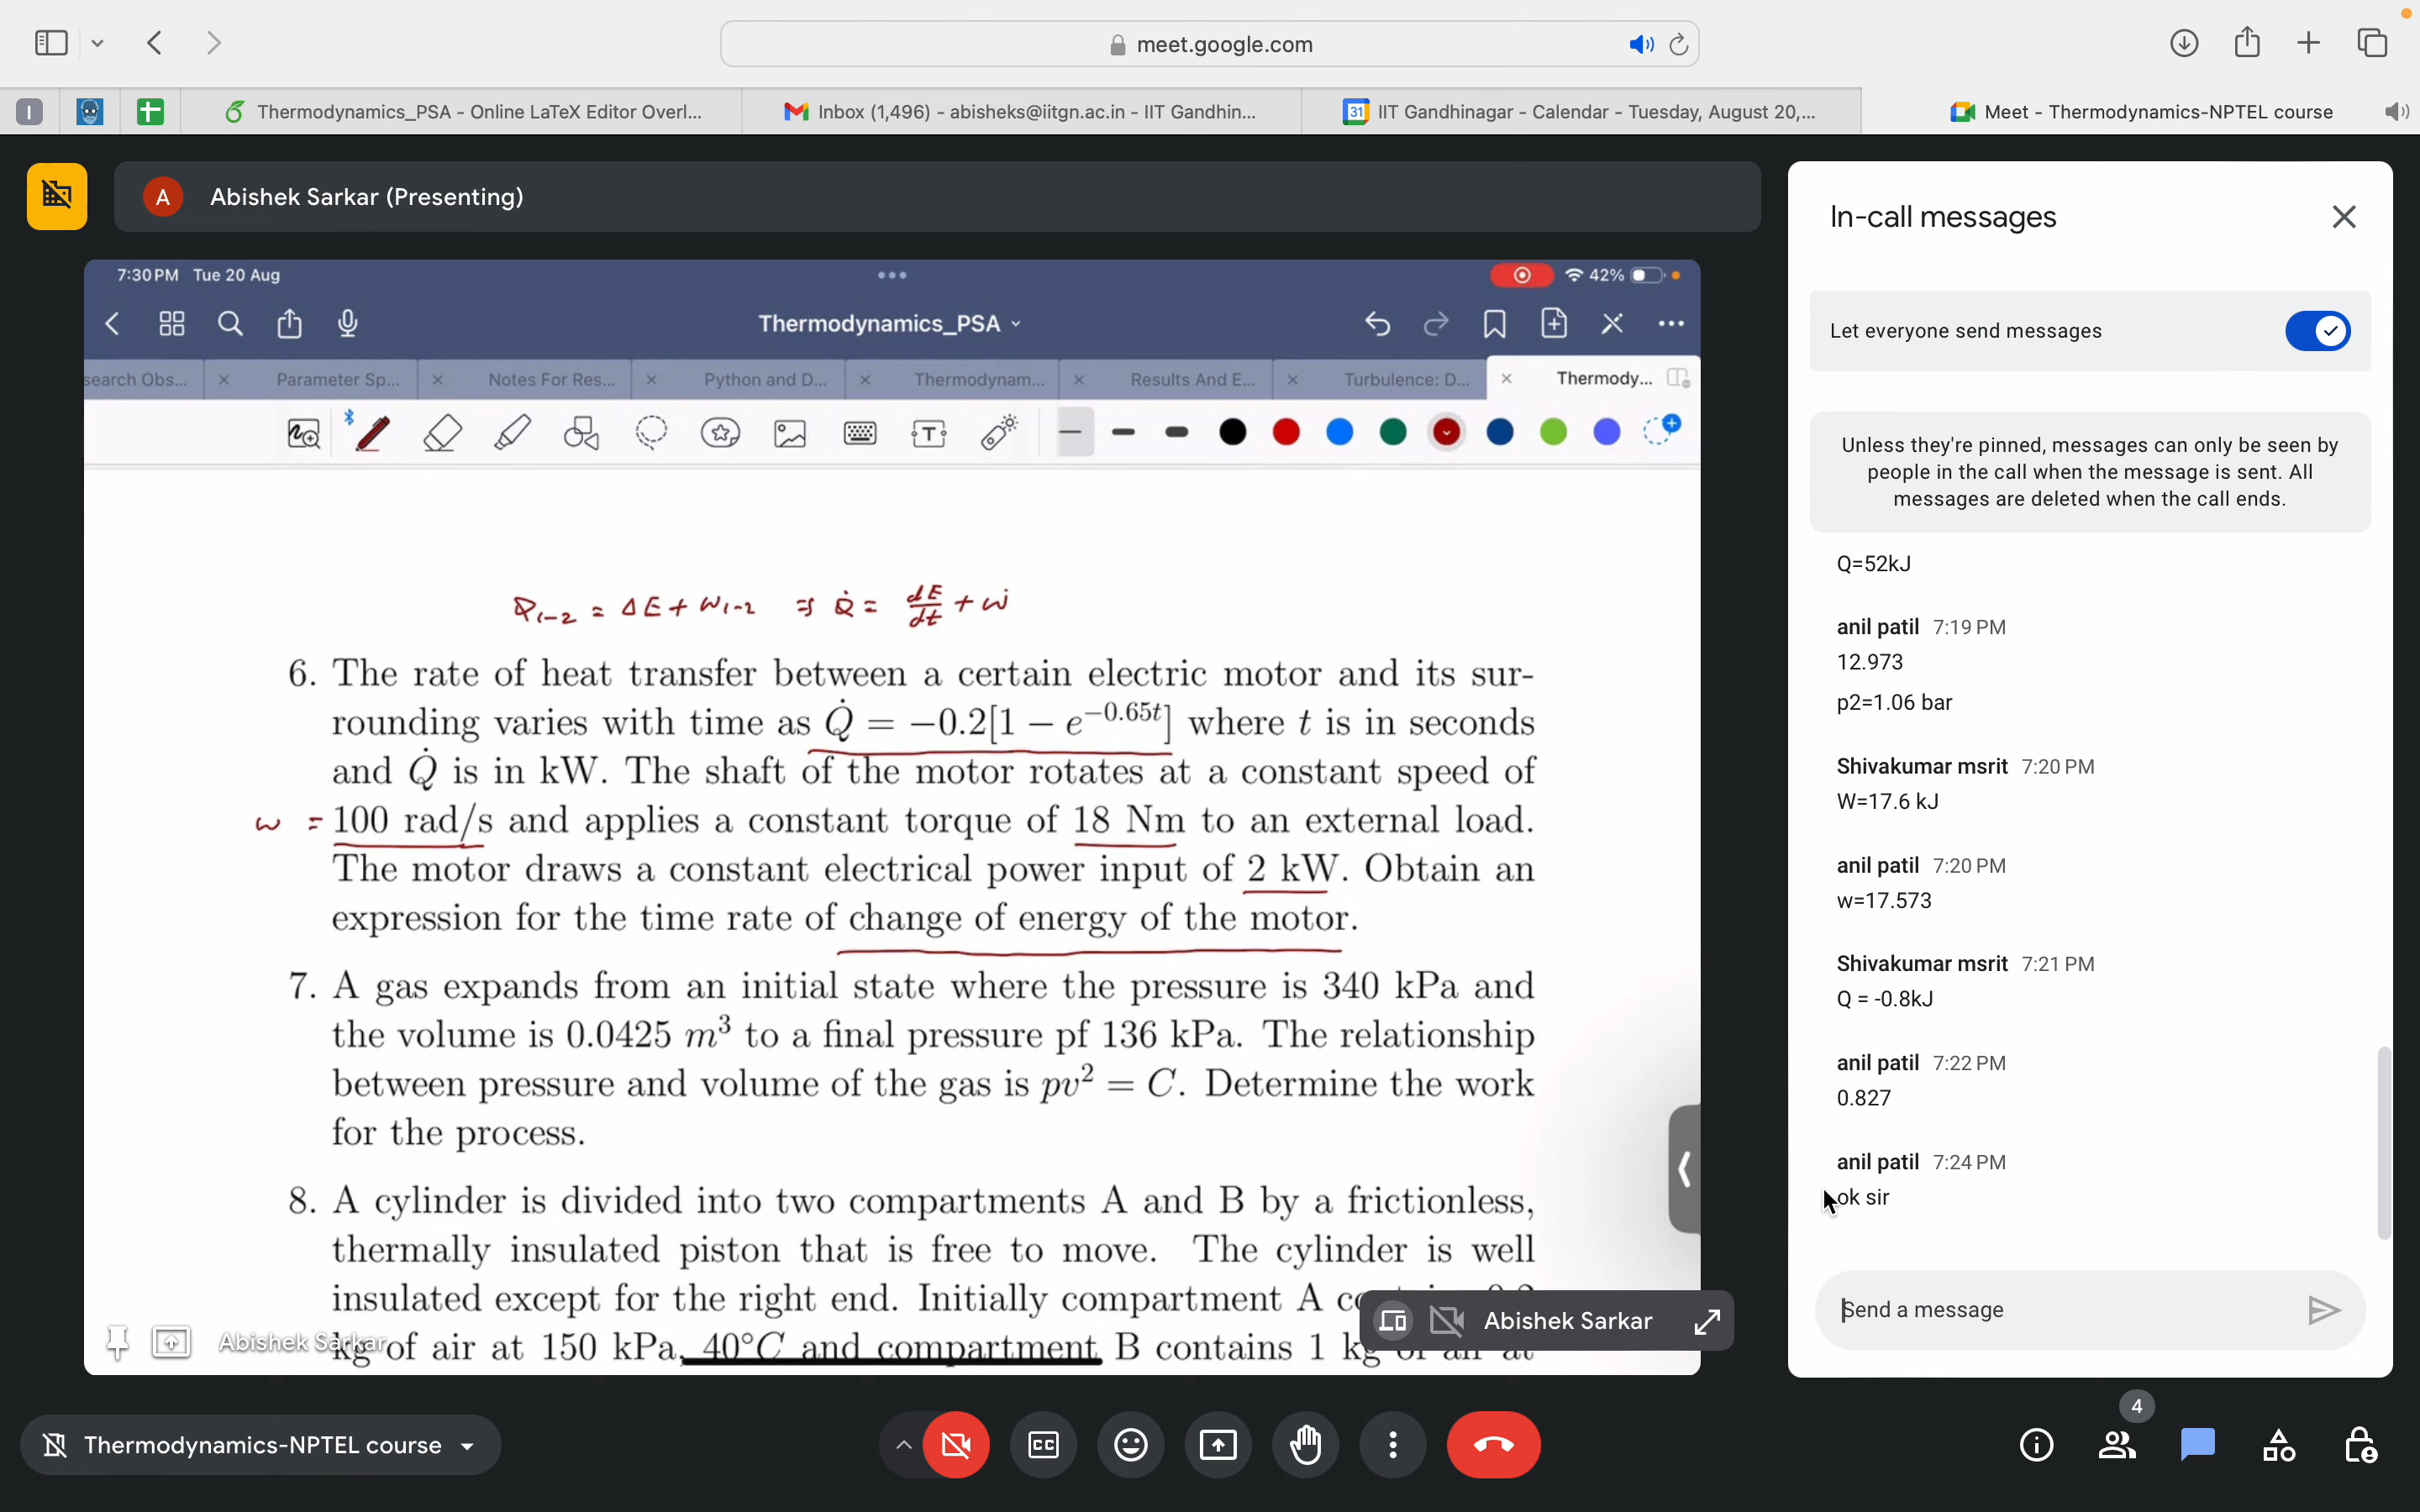 meet.google.com
Thermodynamics_PSA - Online LaTeX Editor Overl...
Inbox (1,496) - abisheks@iitgn.ac.in - IIT Gandhin...
31
IIT Gandhinagar - Calendar - Tuesday, August 20,...
Meet - Thermodynamics-NPTEL course
A
Abishek Sarkar (Presenting)
7:30 PM Tue 20 Aug
42%
Thermodynamics_PSA
search Obs...
Parameter Sp...
Notes For Res...
Python and D...
Thermodynam...
Results And E...
Turbulence: D...
Thermody...
Q₁₋₂ = ΔE + W₁₋₂ ⇒ Q̇ = dE/dt + ẇ
6. The rate of heat transfer between a certain electric motor and its sur-
rounding varies with time as Q̇ = −0.2[1 − e^{−0.65t}] where t is in seconds
and Q̇ is in kW. The shaft of the motor rotates at a constant speed of
ω = 100 rad/s and applies a constant torque of 18 Nm to an external load.
The motor draws a constant electrical power input of 2 kW. Obtain an
expression for the time rate of change of energy of the motor.
7. A gas expands from an initial state where the pressure is 340 kPa and
the volume is 0.0425 m³ to a final pressure pf 136 kPa. The relationship
between pressure and volume of the gas is pv² = C. Determine the work
for the process.
8. A cylinder is divided into two compartments A and B by a frictionless,
thermally insulated piston that is free to move. The cylinder is well
insulated except for the right end. Initially compartment A
kg of air at 150 kPa, 40°C and compartment B contains 1 kg
Abishek Sarkar
Abishek Sarkar
Thermodynamics-NPTEL course
In-call messages
Let everyone send messages
Unless they're pinned, messages can only be seen by
people in the call when the message is sent. All
messages are deleted when the call ends.
Q=52kJ
anil patil 7:19 PM
12.973
p2=1.06 bar
Shivakumar msrit 7:20 PM
W=17.6 kJ
anil patil 7:20 PM
w=17.573
Shivakumar msrit 7:21 PM
Q = -0.8kJ
anil patil 7:22 PM
0.827
anil patil 7:24 PM
ok sir
Send a message
4